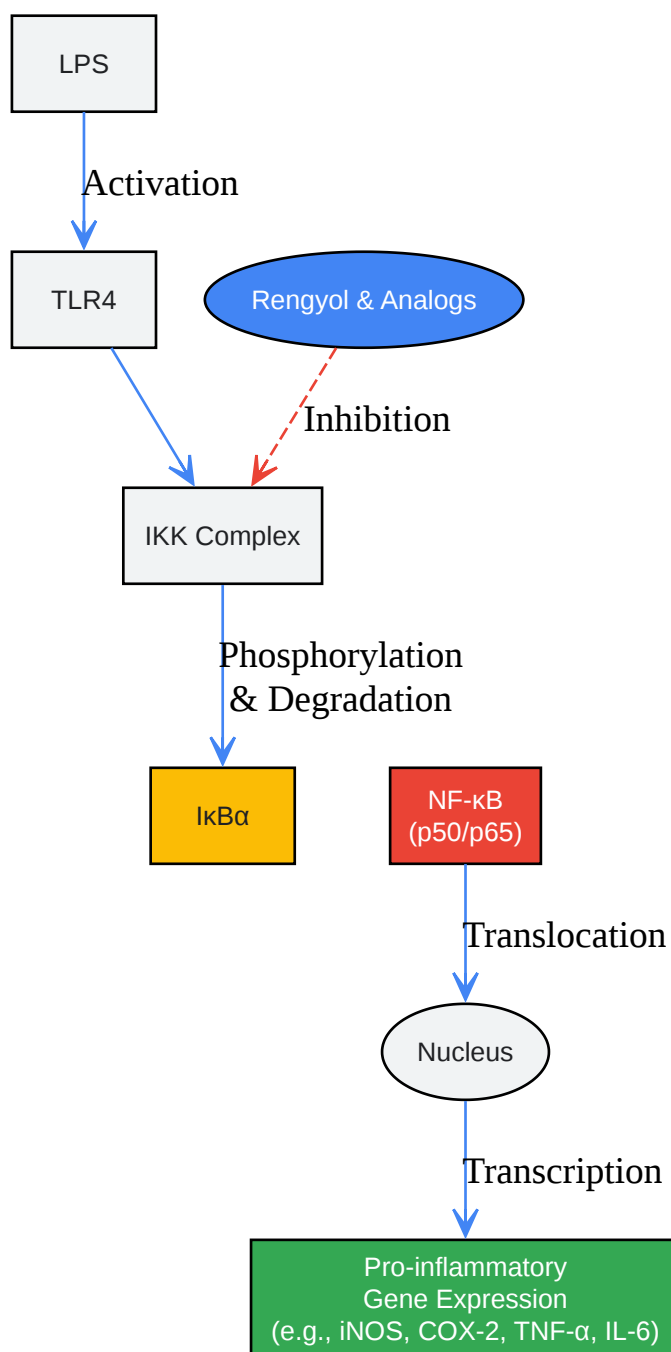 LPS
Activation
TLR4
Rengyol & Analogs
Inhibition
IKK Complex
Phosphorylation
& Degradation
IκBα
NF-κB
(p50/p65)
Translocation
Nucleus
Transcription
Pro-inflammatory
Gene Expression
(e.g., iNOS, COX-2, TNF-α, IL-6)